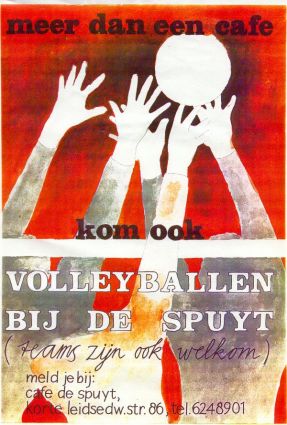 meer dan een cafe
kom ook
VOLLEYBALLEN
BIJ DE SPUYT
(teams zijn ook welkom)
meld je bij:
cafe de spuyt,
korte leidsedw.str. 86, tel. 6248901